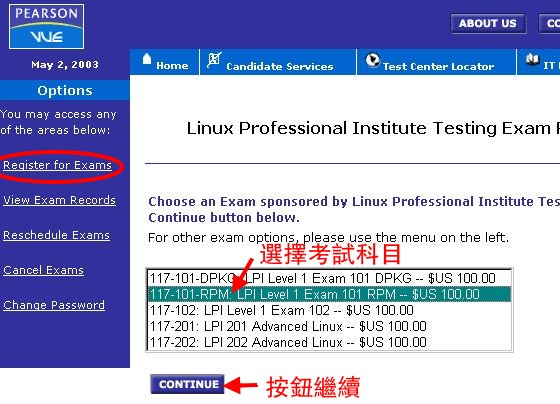 PEARSON
VUE
ABOUT US
May 2, 2003
Home
Candidate Services
Test Center Locator
IT
Options
You may access any
of the areas below:
Register for Exams
View Exam Records
Reschedule Exams
Cancel Exams
Change Password
Linux Professional Institute Testing Exam
Choose an Exam sponsored by Linux Professional Institute
Continue button below.
For other exam options, please use the menu on the left.
選擇考試科目
117-101-DPKG: LPI Level 1 Exam 101 DPKG -- $US 100.00
117-101-RPM: LPI Level 1 Exam 101 RPM -- $US 100.00
117-102: LPI Level 1 Exam 102 -- $US 100.00
117-201: LPI 201 Advanced Linux -- $US 100.00
117-202: LPI 202 Advanced Linux -- $US 100.00
CONTINUE
按鈕繼續